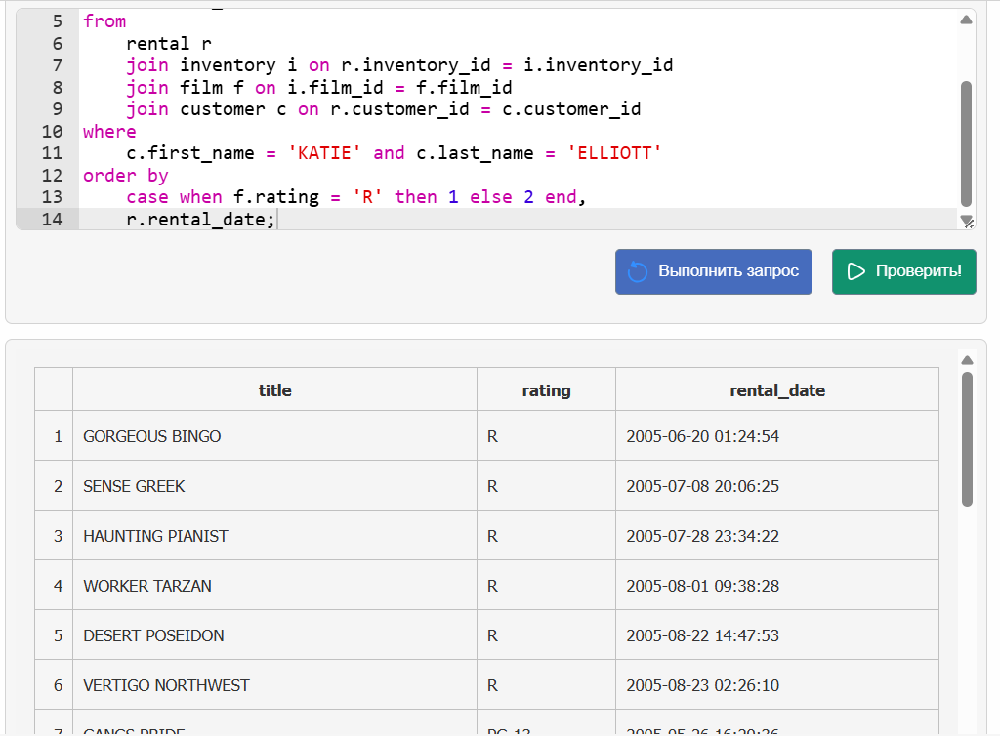 5 from
6 rental r
7 join inventory i on r.inventory_id = i.inventory_id
8 join film f on i.film_id = f.film_id
9 join customer c on r.customer_id = c.customer_id
10 where
11 c.first_name = 'KATIE' and c.last_name = 'ELLIOTT'
12 order by
13 case when f.rating = 'R' then 1 else 2 end,
14 r.rental_date;
Выполнить запрос Проверить!
title rating rental_date
1 GORGEOUS BINGO R 2005-06-20 01:24:54
2 SENSE GREEK R 2005-07-08 20:06:25
3 HAUNTING PIANIST R 2005-07-28 23:34:22
4 WORKER TARZAN R 2005-08-01 09:38:28
5 DESERT POSEIDON R 2005-08-22 14:47:53
6 VERTIGO NORTHWEST R 2005-08-23 02:26:10
7 GANGS PRIDE PG-13